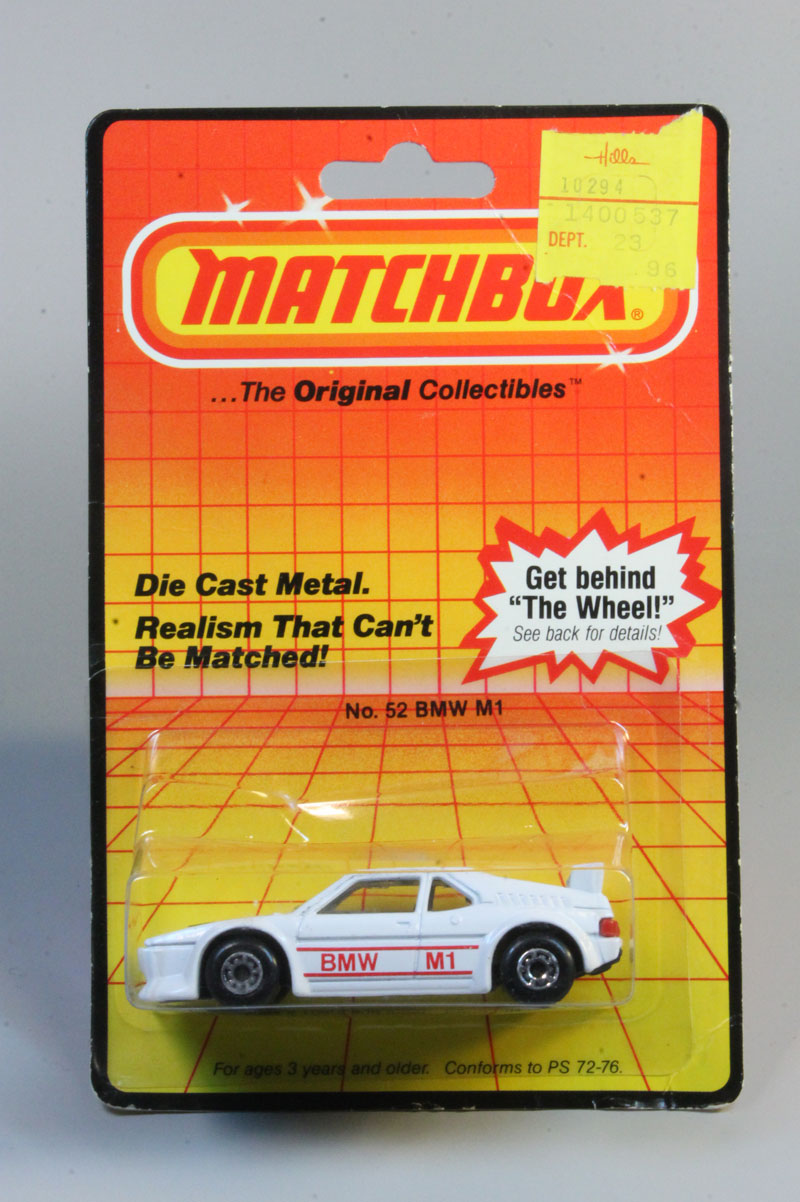 Hills
10294
1400537
DEPT. 23
96
MATCHBOX®
...The Original Collectibles™
Die Cast Metal.
Realism That Can't
Be Matched!
Get behind
“The Wheel!”
See back for details!
No. 52 BMW M1
BMW M1
For ages 3 years and older. Conforms to PS 72-76.